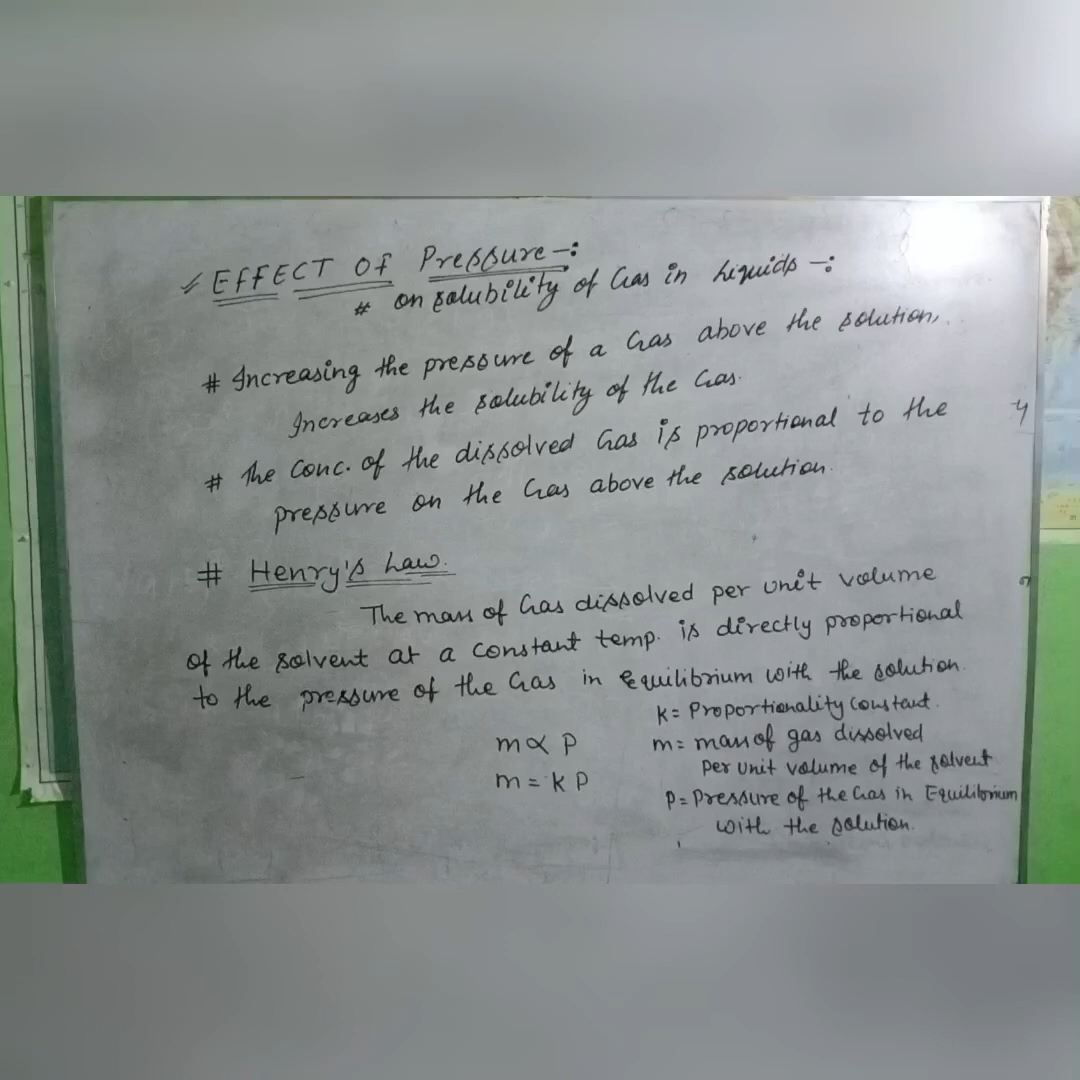 EFFECT OF Pressure -:
# on solubility of Gas in Liquids -:
# Increasing the pressure of a Gas above the solution,
Increases the solubility of the Gas.
# The Conc. of the dissolved Gas is proportional to the
pressure on the Gas above the solution.
# Henry's Law.
The mass of Gas dissolved per unit volume
of the solvent at a constant temp. is directly proportional
to the pressure of the Gas in Equilibrium with the solution.
K = Proportionality Constant.
m ∝ P
m = mass of gas dissolved
per unit volume of the solvent
m = K P
P = Pressure of the Gas in Equilibrium
with the solution.